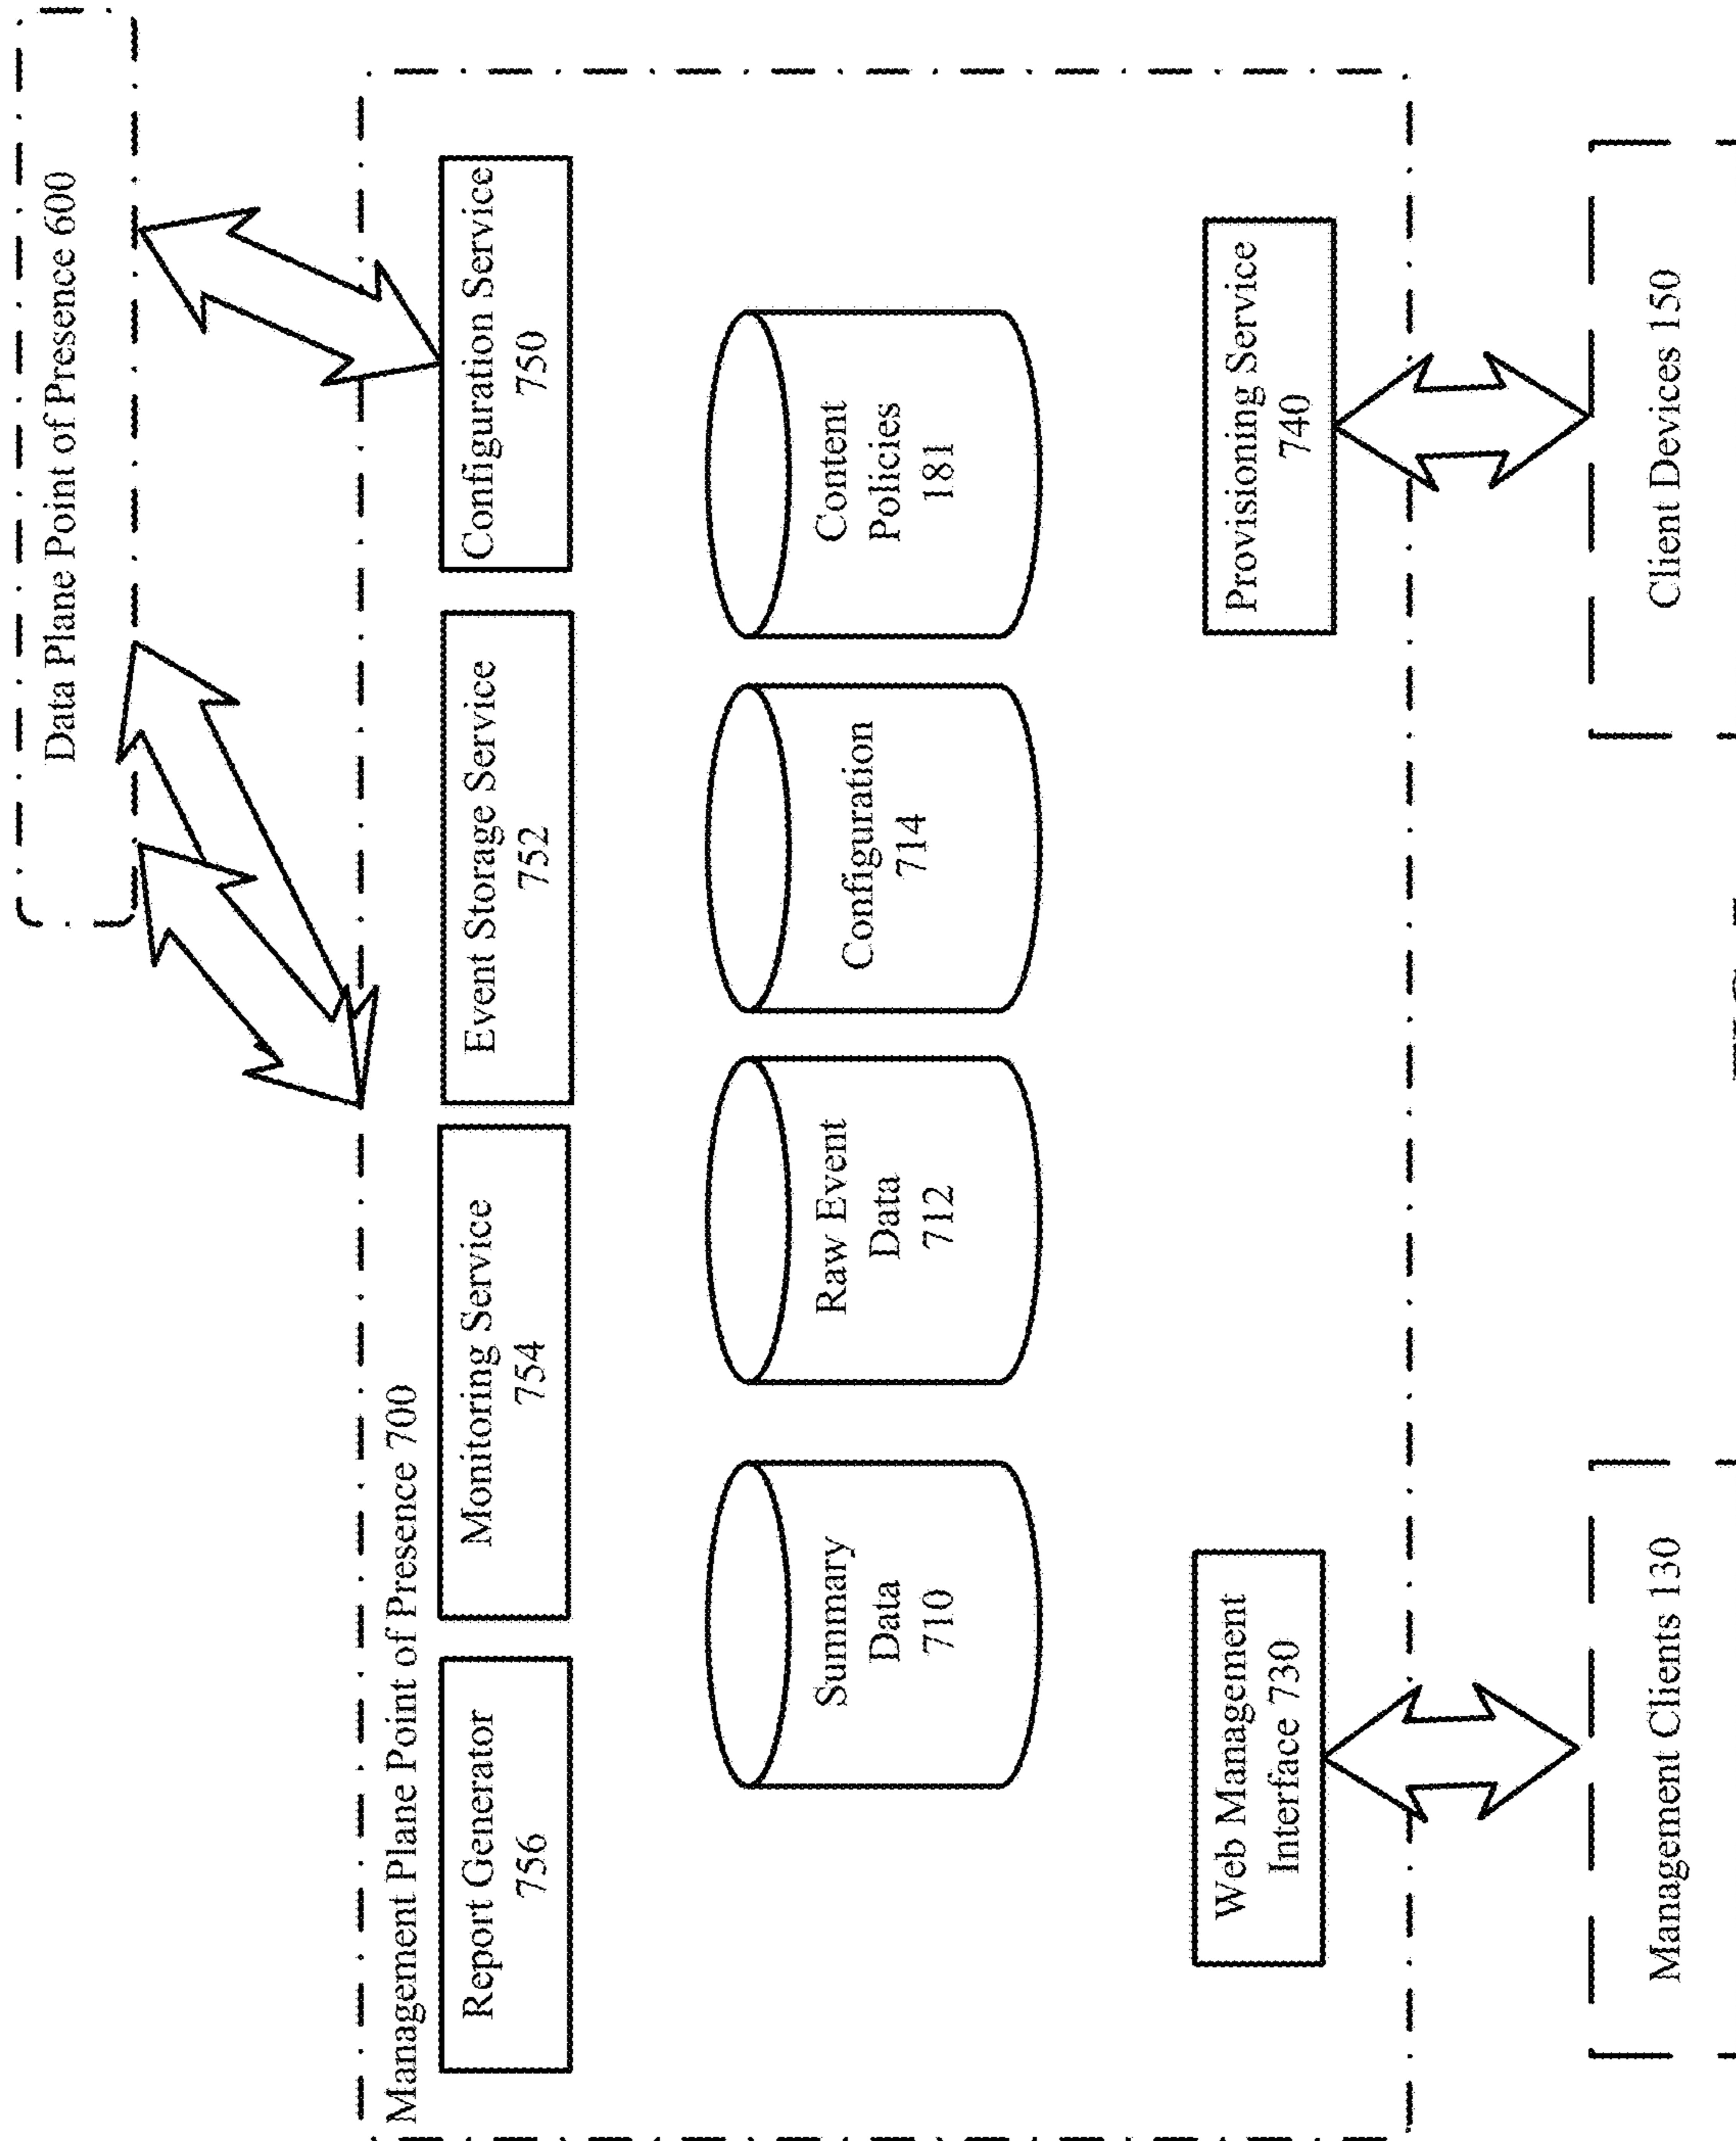 Data Plane Point of Presence 600
Management Plane Point of Presence 700
Report Generator
756
Monitoring Service
754
Event Storage Service
752
Configuration Service
750
Summary
Data
710
Raw Event
Data
712
Configuration
714
Content
Policies
181
Web Management
Interface 730
Provisioning Service
740
Management Clients 130
Client Devices 150